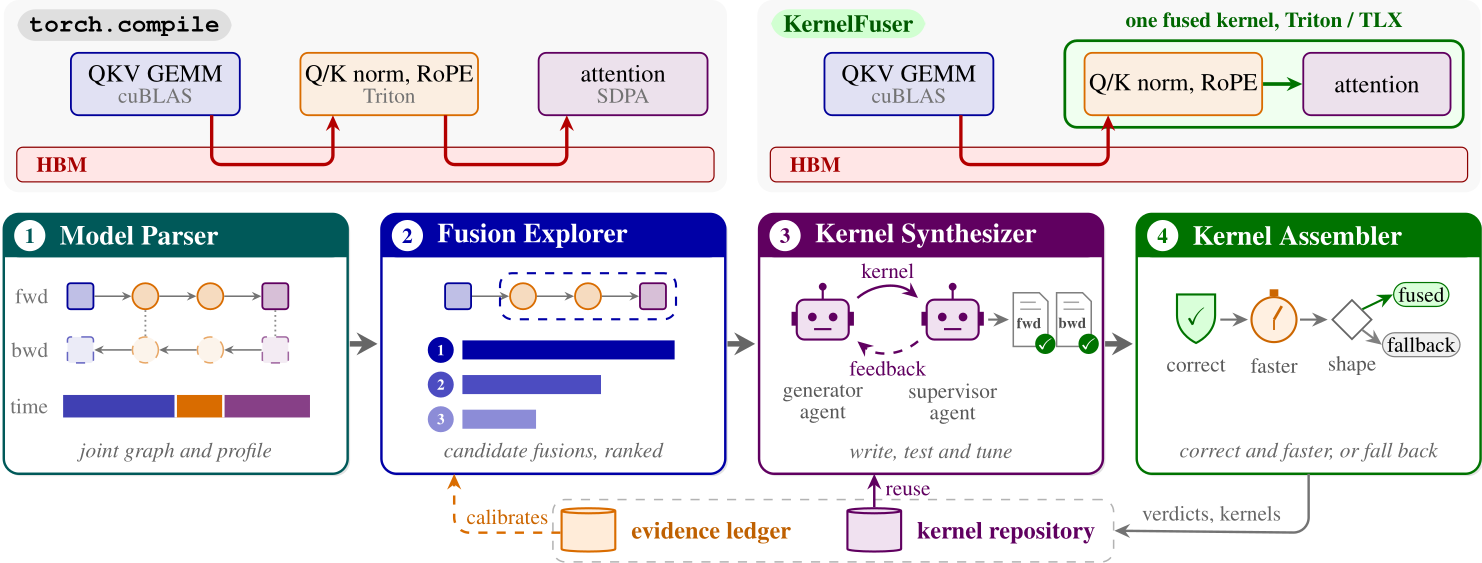 torch.compile
QKV GEMM
cuBLAS
Q/K norm, RoPE
Triton
attention
SDPA
HBM
KernelFuser
one fused kernel, Triton / TLX
QKV GEMM
cuBLAS
Q/K norm, RoPE
attention
HBM
1 Model Parser
fwd
bwd
time
joint graph and profile
2 Fusion Explorer
1
2
3
candidate fusions, ranked
3 Kernel Synthesizer
kernel
feedback
generator
agent
supervisor
agent
fwd
bwd
write, test and tune
4 Kernel Assembler
correct
faster
shape
fused
fallback
correct and faster, or fall back
calibrates
evidence ledger
reuse
kernel repository
verdicts, kernels